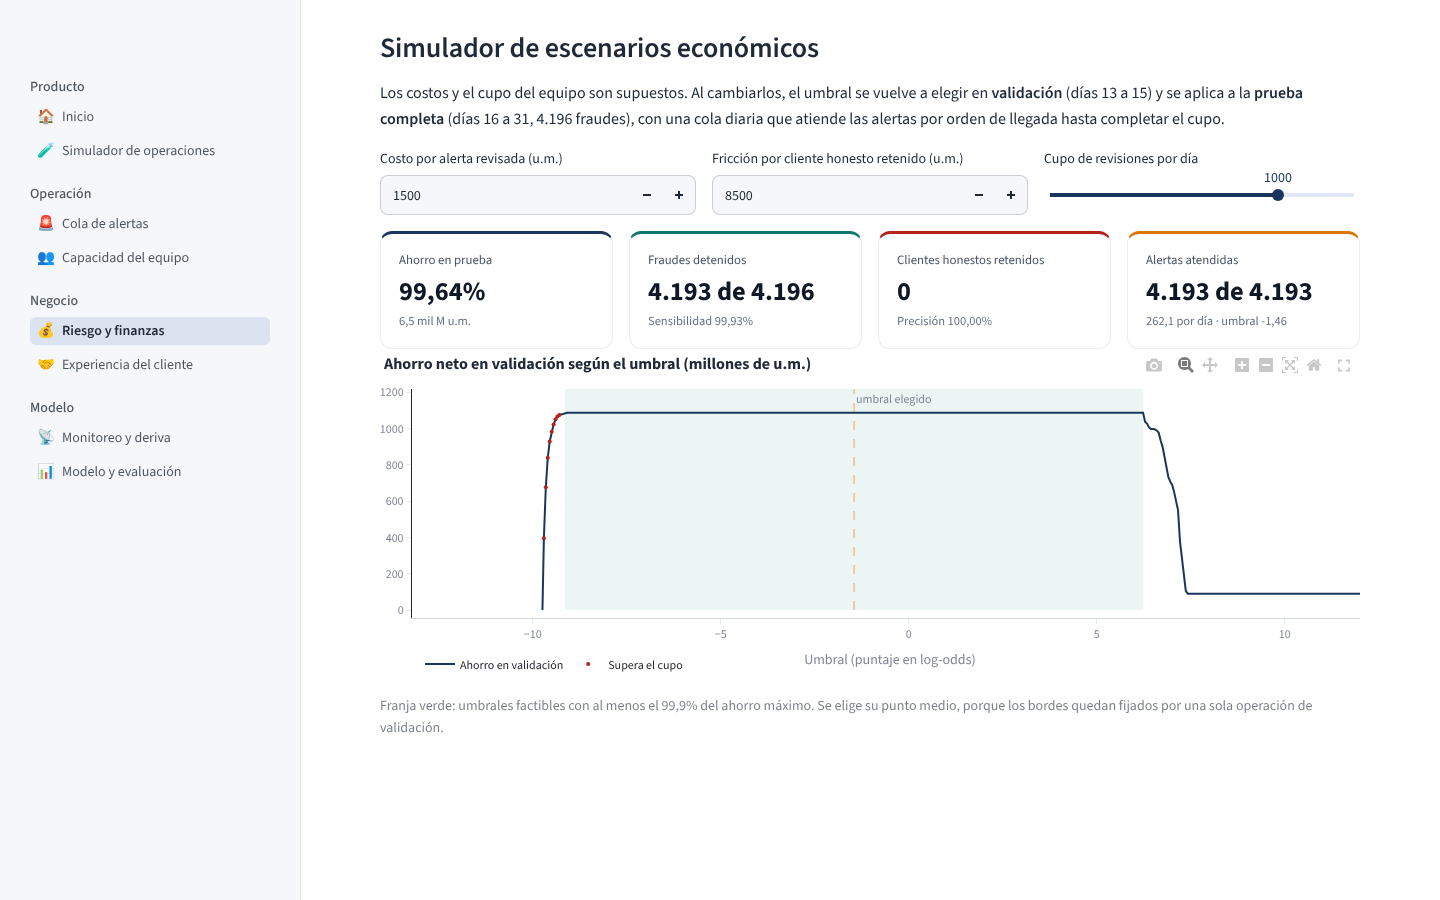 Producto
🏠 Inicio
🧪 Simulador de operaciones
Operación
🚨 Cola de alertas
👥 Capacidad del equipo
Negocio
💰 Riesgo y finanzas
🤝 Experiencia del cliente
Modelo
📡 Monitoreo y deriva
📊 Modelo y evaluación
Simulador de escenarios económicos
Los costos y el cupo del equipo son supuestos. Al cambiarlos, el umbral se vuelve a elegir en validación (días 13 a 15) y se aplica a la prueba
completa (días 16 a 31, 4.196 fraudes), con una cola diaria que atiende las alertas por orden de llegada hasta completar el cupo.
Costo por alerta revisada (u.m.)
1500
Fricción por cliente honesto retenido (u.m.)
8500
Cupo de revisiones por día
1000
Ahorro en prueba
99,64%
6,5 mil M u.m.
Fraudes detenidos
4.193 de 4.196
Sensibilidad 99,93%
Clientes honestos retenidos
0
Precisión 100,00%
Alertas atendidas
4.193 de 4.193
262,1 por día · umbral -1,46
Ahorro neto en validación según el umbral (millones de u.m.)
umbral elegido
1200
1000
800
600
400
200
0
−10
−5
0
5
10
Umbral (puntaje en log-odds)
Ahorro en validación
Supera el cupo
Franja verde: umbrales factibles con al menos el 99,9% del ahorro máximo. Se elige su punto medio, porque los bordes quedan fijados por una sola operación de
validación.